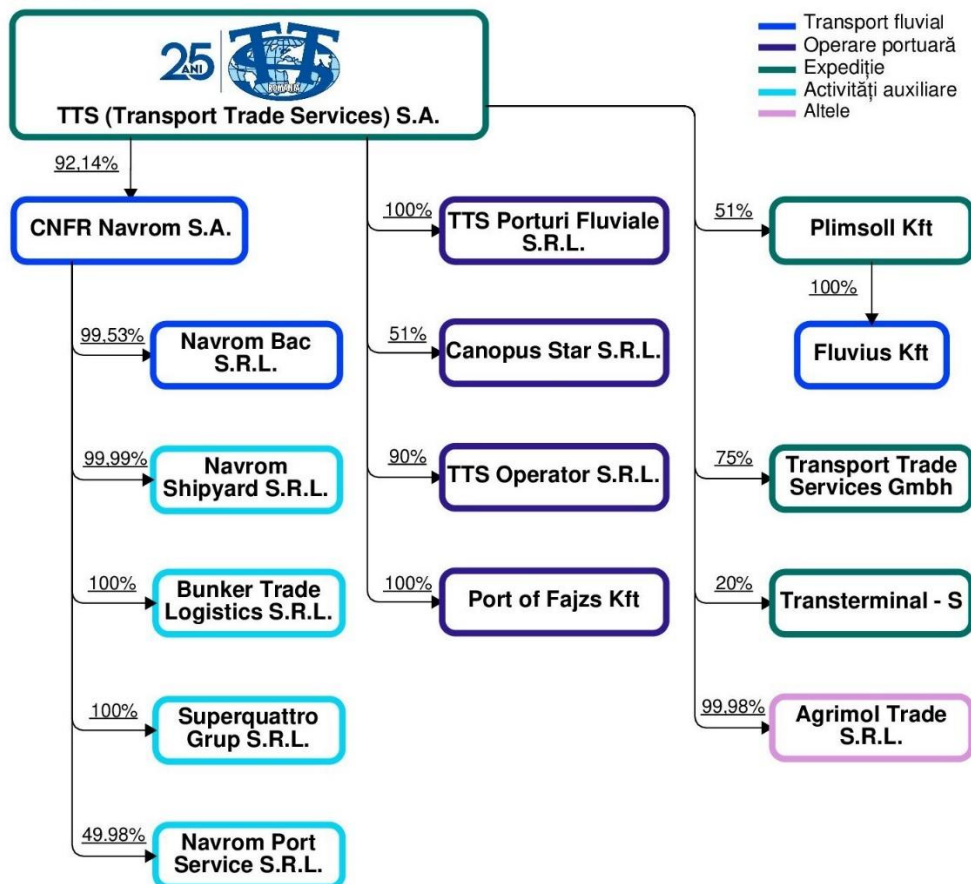 25
ANI
TTS
ROMANIA
TTS (Transport Trade Services) S.A.
Transport fluvial
Operare portuară
Expediție
Activități auxiliare
Altele
92,14%
CNFR Navrom S.A.
99,53%
Navrom Bac
S.R.L.
99,99%
Navrom
Shipyard S.R.L.
100%
Bunker Trade
Logistics S.R.L.
100%
Superquattro
Grup S.R.L.
49.98%
Navrom Port
Service S.R.L.
100%
TTS Porturi Fluviale
S.R.L.
51%
Canopus Star S.R.L.
90%
TTS Operator S.R.L.
100%
Port of Fajzs Kft
51%
Plimsoll Kft
100%
Fluvius Kft
75%
Transport Trade
Services Gmbh
20%
Transterminal - S
99,98%
Agrimol Trade
S.R.L.